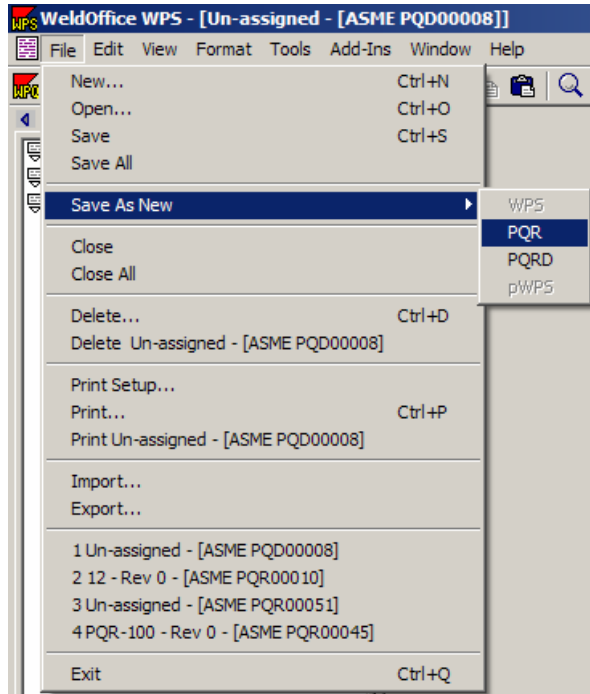 WPS WeldOffice WPS - [Un-assigned - [ASME PQD00008]]
File Edit View Format Tools Add-Ins Window Help
WPQ
New... Ctrl+N
Open... Ctrl+O
Save Ctrl+S
Save All
Save As New
WPS
PQR
PQRD
pWPS
Close
Close All
Delete... Ctrl+D
Delete Un-assigned - [ASME PQD00008]
Print Setup...
Print... Ctrl+P
Print Un-assigned - [ASME PQD00008]
Import...
Export...
1 Un-assigned - [ASME PQD00008]
2 12 - Rev 0 - [ASME PQR00010]
3 Un-assigned - [ASME PQR00051]
4 PQR-100 - Rev 0 - [ASME PQR00045]
Exit Ctrl+Q